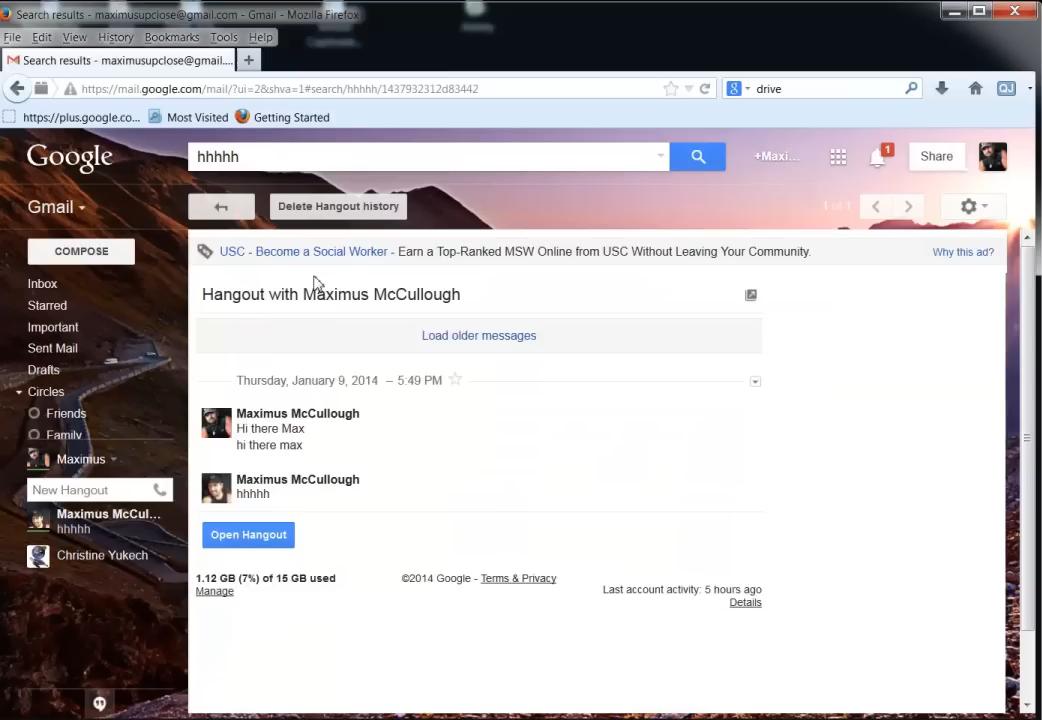 Search results - maximusupclose@gmail.com - Gmail - Mozilla Firefox
File Edit View History Bookmarks Tools Help
Search results - maximusupclose@gmail.... +
https://mail.google.com/mail/?ui=2&shva=1#search/hhhhh/1437932312d83442
drive
QJ
https://plus.google.co... Most Visited Getting Started
Google
hhhhh
+Maxi...
1
Share
Gmail
Delete Hangout history
1 of 1
COMPOSE
USC - Become a Social Worker - Earn a Top-Ranked MSW Online from USC Without Leaving Your Community.
Why this ad?
Inbox
Starred
Important
Sent Mail
Drafts
Circles
Friends
Family
Maximus
New Hangout
Maximus McCul...
hhhhh
Christine Yukech
Hangout with Maximus McCullough
Load older messages
Thursday, January 9, 2014 – 5:49 PM
Maximus McCullough
Hi there Max
hi there max
Maximus McCullough
hhhhh
Open Hangout
1.12 GB (7%) of 15 GB used
Manage
©2014 Google - Terms & Privacy
Last account activity: 5 hours ago
Details